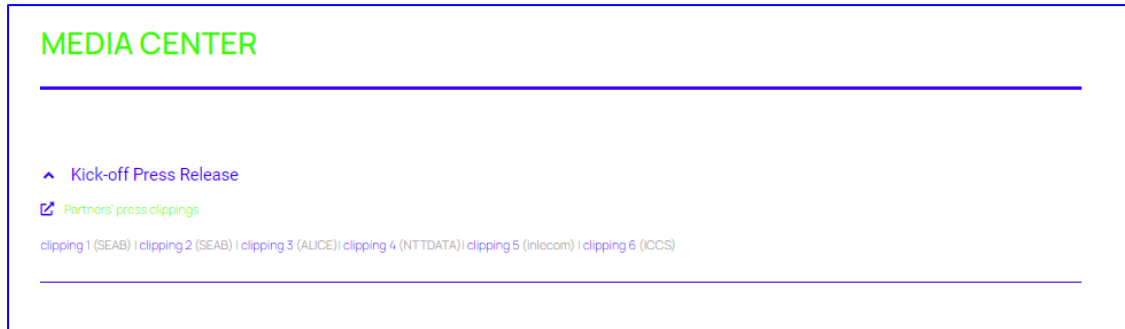 MEDIA CENTER
Kick-off Press Release
Partners' press clippings
clipping 1 (SEAB) | clipping 2 (SEAB) | clipping 3 (ALICE)| clipping 4 (NTTDATA)| clipping 5 (inlecom) | clipping 6 (ICCS)